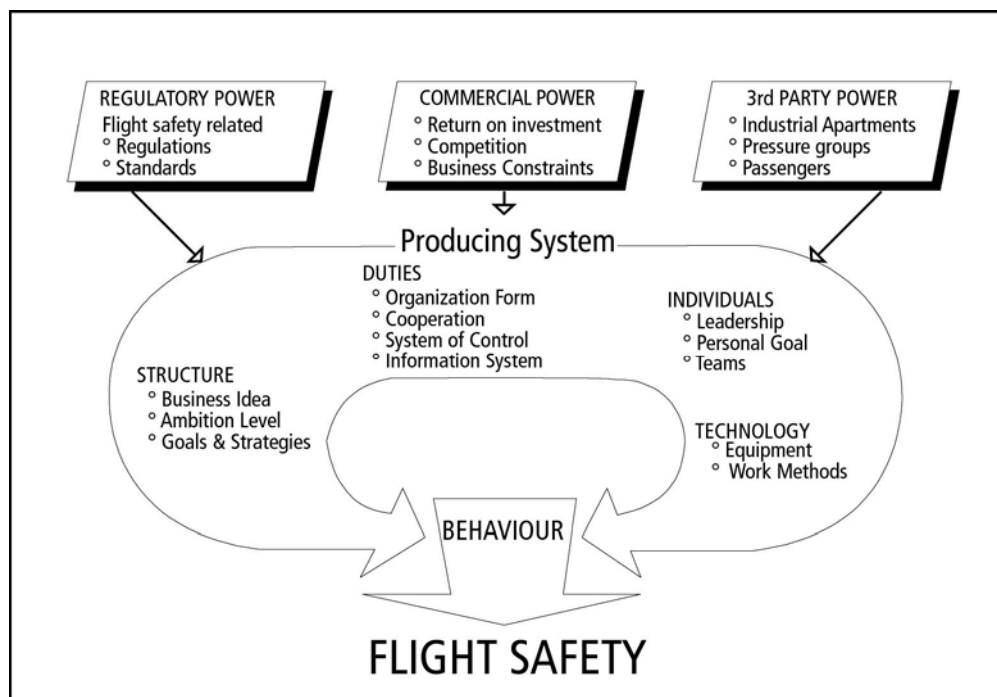 REGULATORY POWER
Flight safety related
° Regulations
° Standards
COMMERCIAL POWER
° Return on investment
° Competition
° Business Constraints
3rd PARTY POWER
° Industrial Apartments
° Pressure groups
° Passengers
Producing System
DUTIES
° Organization Form
° Cooperation
° System of Control
° Information System
INDIVIDUALS
° Leadership
° Personal Goal
° Teams
STRUCTURE
° Business Idea
° Ambition Level
° Goals & Strategies
TECHNOLOGY
° Equipment
° Work Methods
BEHAVIOUR
FLIGHT SAFETY